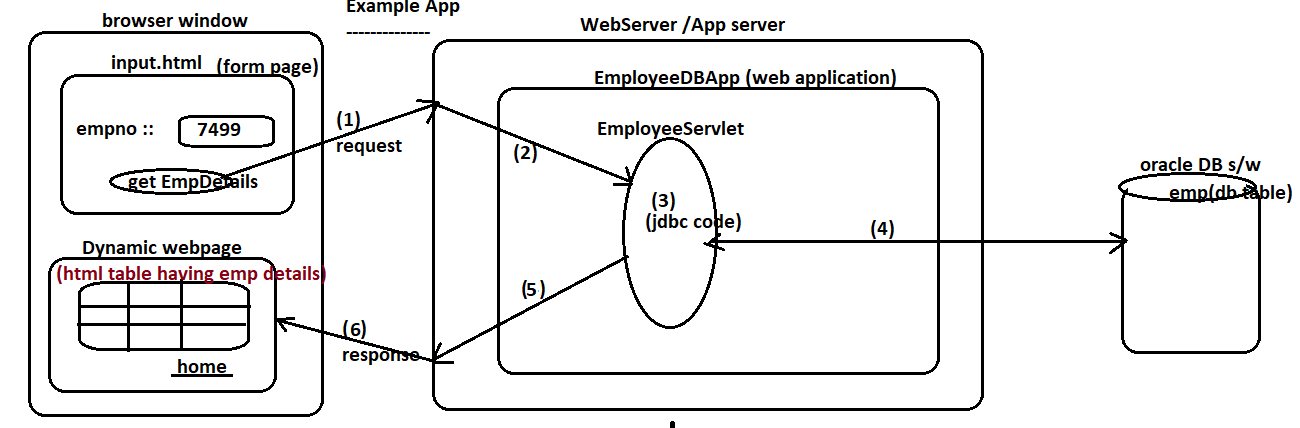 Example App
--------------
browser window
input.html (form page)
empno :: 7499
get EmpDetails
(1)
request
WebServer /App server
EmployeeDBApp (web application)
EmployeeServlet
(2)
(3)
(jdbc code)
(4)
oracle DB s/w
emp(db table)
(5)
(6)
response
Dynamic webpage
(html table having emp details)
home